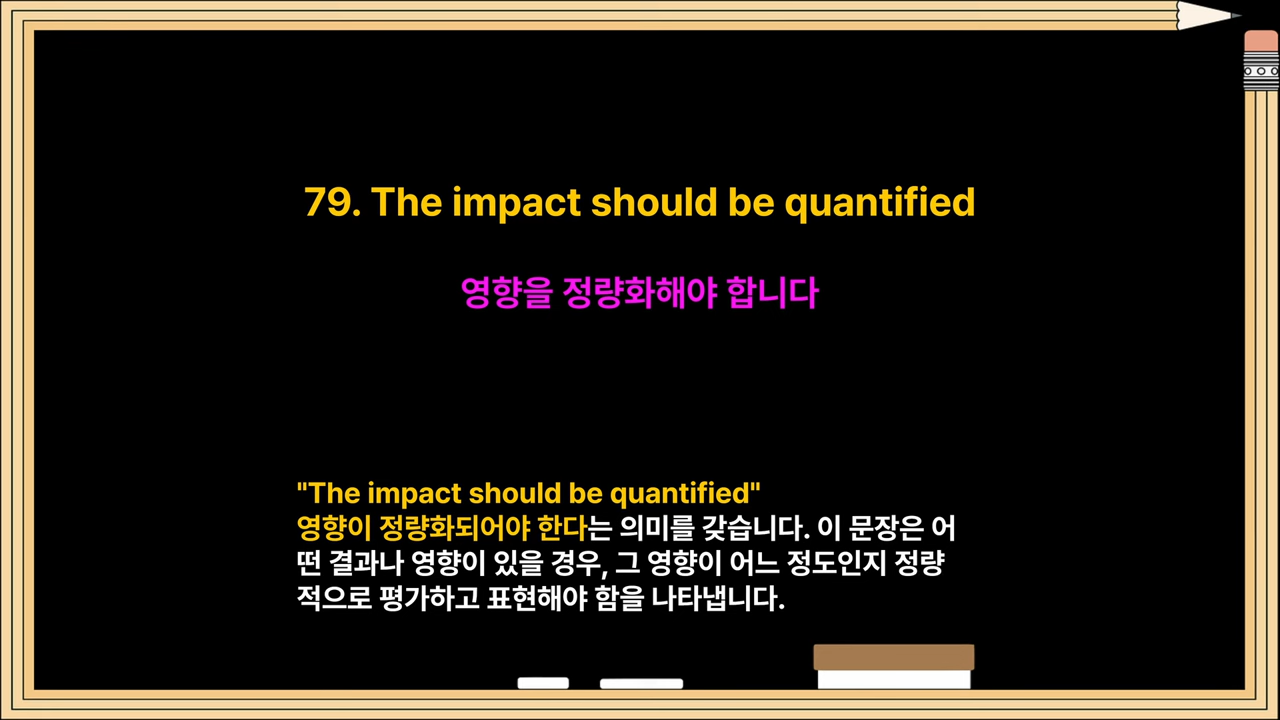 79. The impact should be quantified
영향을 정량화해야 합니다
"The impact should be quantified"
영향이 정량화되어야 한다는 의미를 갖습니다. 이 문장은 어
떤 결과나 영향이 있을 경우, 그 영향이 어느 정도인지 정량
적으로 평가하고 표현해야 함을 나타냅니다.